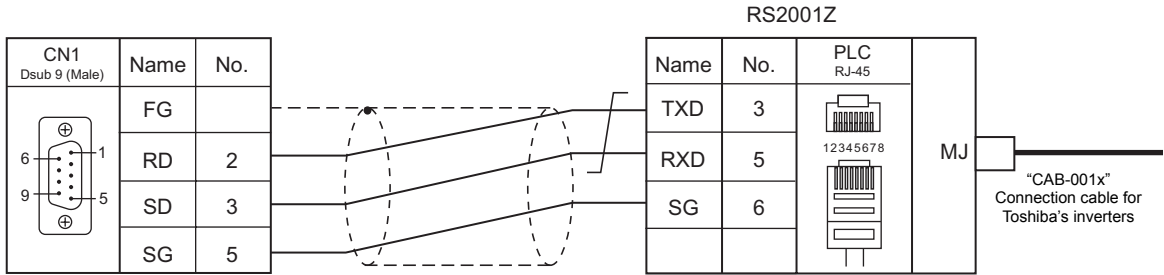 RS2001Z
CN1
Dsub 9 (Male)
Name
No.
FG
RD
2
SD
3
SG
5
6
1
9
5
Name
No.
PLC
RJ-45
TXD
3
RXD
5
SG
6
12345678
MJ
“CAB-001x”
Connection cable for
Toshiba’s inverters